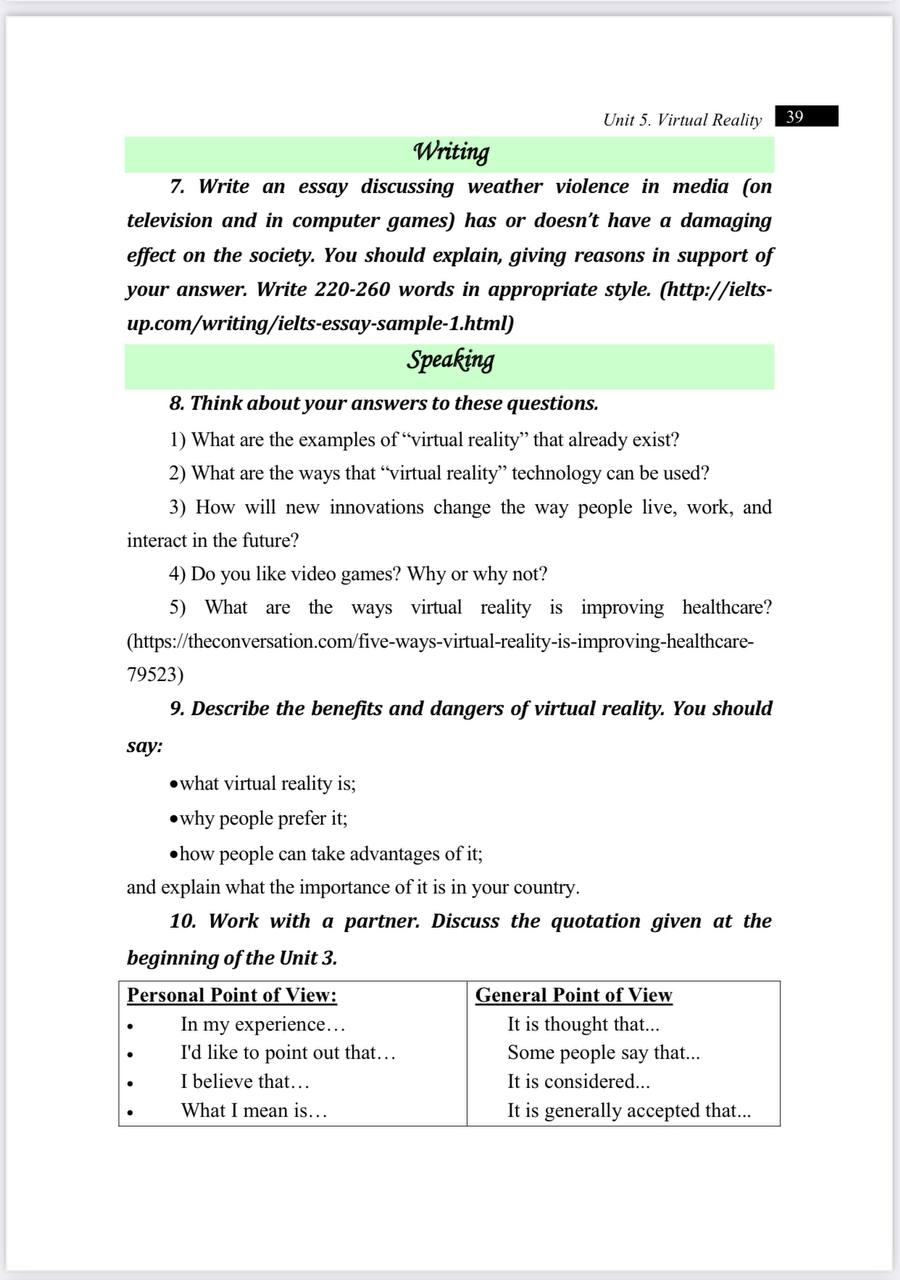 Unit 5. Virtual Reality 39
Writing
7. Write an essay discussing weather violence in media (on
television and in computer games) has or doesn’t have a damaging
effect on the society. You should explain, giving reasons in support of
your answer. Write 220-260 words in appropriate style. (http://ielts-
up.com/writing/ielts-essay-sample-1.html)
Speaking
8. Think about your answers to these questions.
1) What are the examples of “virtual reality” that already exist?
2) What are the ways that “virtual reality” technology can be used?
3) How will new innovations change the way people live, work, and
interact in the future?
4) Do you like video games? Why or why not?
5) What are the ways virtual reality is improving healthcare?
(https://theconversation.com/five-ways-virtual-reality-is-improving-healthcare-
79523)
9. Describe the benefits and dangers of virtual reality. You should
say:
•what virtual reality is;
•why people prefer it;
•how people can take advantages of it;
and explain what the importance of it is in your country.
10. Work with a partner. Discuss the quotation given at the
beginning of the Unit 3.
Personal Point of View:
• In my experience…
• I'd like to point out that…
• I believe that…
• What I mean is…
General Point of View
It is thought that...
Some people say that...
It is considered...
It is generally accepted that...